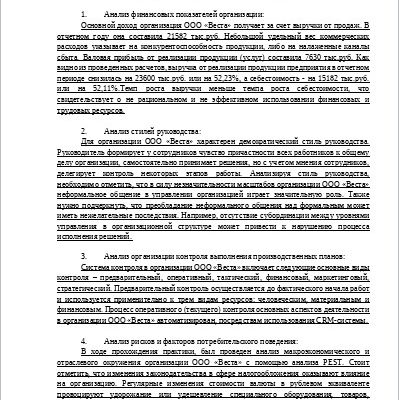 1. Анализ финансовых показателей организации:
Основной доход организация ООО «Веста» получает за счет выручки от продаж. В
отчетном году она составила 21582 тыс.руб. Небольшой удельный вес коммерческих
расходов указывает на конкурентоспособность продукции, либо на налаженные каналы
сбыта. Валовая прибыль от реализации продукции (услуг) составила 7630 тыс.руб. Как
видно из проведенных расчетов, выручка от реализации продукции предприятия в отчетном
периоде снизилась на 23600 тыс.руб. или на 52,23%, а себестоимость - на 15182 тыс.руб.
или на 52,11%.Темп роста выручки меньше темпа роста себестоимости, что
свидетельствует о не рациональном и не эффективном использовании финансовых и
трудовых ресурсов.
2. Анализ стилей руководства:
Для организации ООО «Веста» характерен демократический стиль руководства.
Руководитель формирует у сотрудников чувство причастности всех работников к общему
делу организации, самостоятельно принимает решения, но с учетом мнения сотрудников,
делегирует контроль некоторых этапов работы. Анализируя стиль руководства,
необходимо отметить, что в силу незначительности масштабов организации ООО «Веста»
неформальное общение в управлении организацией играет значительную роль. Также
нужно подчеркнуть, что преобладание неформального общения над формальным может
иметь нежелательные последствия. Например, отсутствие субординации между уровнями
управления в организационной структуре может привести к нарушению процесса
исполнения решений.
3. Анализ организации контроля выполнения производственных планов:
Система контроля в организации ООО «Веста» включает следующие основные виды
контроля – предварительный, оперативный, тактический, финансовый, маркетинговый,
стратегический. Предварительный контроль осуществляется до фактического начала работ
и используется применительно к трем видам ресурсов: человеческим, материальным и
финансовым. Процесс оперативного (текущего) контроля основных аспектов деятельности
в организации ООО «Веста» автоматизирован, посредством использования CRM-системы.
4. Анализ рисков и факторов потребительского поведения:
В ходе прохождения практики, был проведен анализ макроэкономического и
отраслевого окружения организации ООО «Веста» с помощью анализа PEST. Стоит
отметить, что изменения законодательства в сфере налогообложения оказывают влияние
на организацию. Регулярные изменения стоимости валюты в рублевом эквиваленте
провоцируют удорожание или удешевление специального оборудования, товаров,